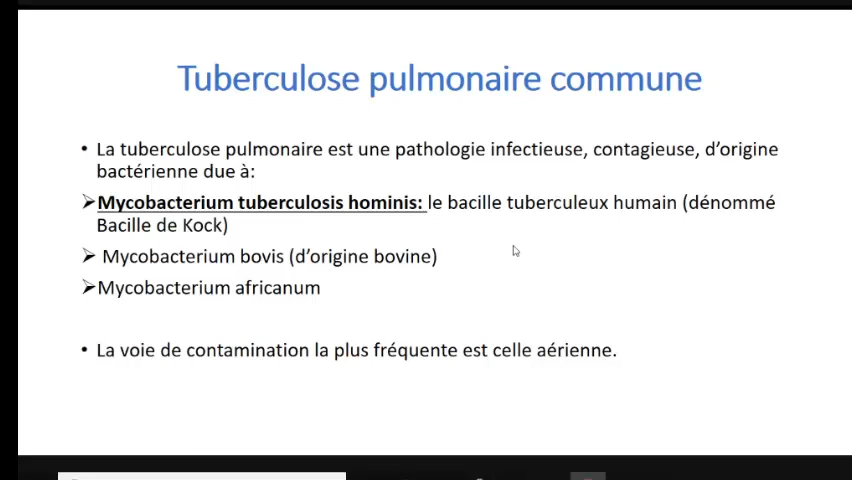 Tuberculose pulmonaire commune
• La tuberculose pulmonaire est une pathologie infectieuse, contagieuse, d'origine
bactérienne due à:
➢Mycobacterium tuberculosis hominis: le bacille tuberculeux humain (dénommé
Bacille de Kock)
➢ Mycobacterium bovis (d'origine bovine)
➢Mycobacterium africanum
• La voie de contamination la plus fréquente est celle aérienne.